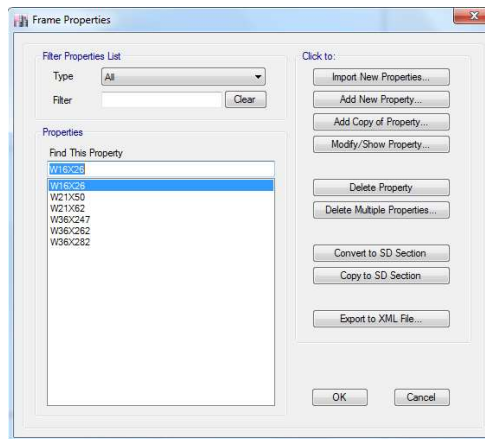 Frame Properties
Filter Properties List
Type
All
Filter
Clear
Properties
Find This Property
W16X26
W16X26
W21X50
W21X62
W36X247
W36X262
W36X282
Click to:
Import New Properties...
Add New Property...
Add Copy of Property...
Modify/Show Property...
Delete Property
Delete Multiple Properties...
Convert to SD Section
Copy to SD Section
Export to XML File...
OK
Cancel